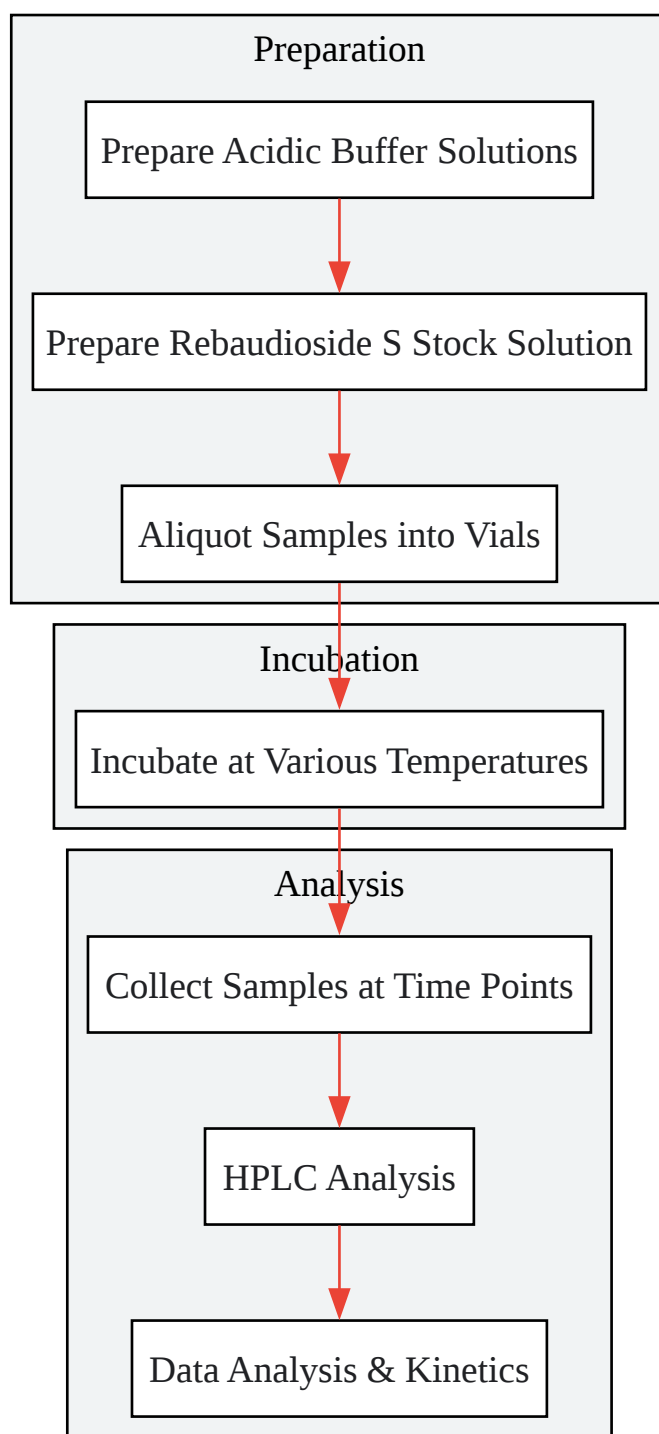 Preparation
Prepare Acidic Buffer Solutions
Prepare Rebaudioside S Stock Solution
Aliquot Samples into Vials
Incubation
Incubate at Various Temperatures
Analysis
Collect Samples at Time Points
HPLC Analysis
Data Analysis & Kinetics